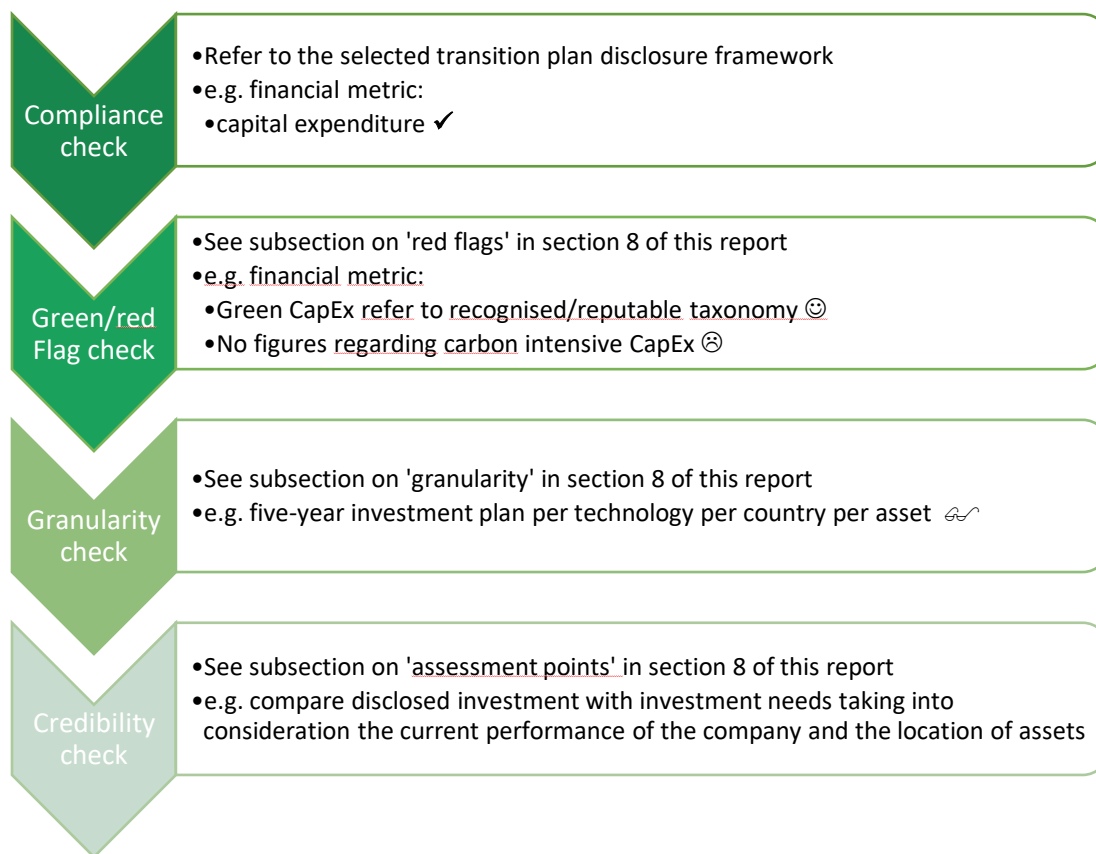 Compliance
check
•Refer to the selected transition plan disclosure framework
•e.g. financial metric:
•capital expenditure ✓
Green/red
Flag check
•See subsection on 'red flags' in section 8 of this report
•e.g. financial metric:
•Green CapEx refer to recognised/reputable taxonomy ☺
•No figures regarding carbon intensive CapEx ☹
Granularity
check
•See subsection on 'granularity' in section 8 of this report
•e.g. five-year investment plan per technology per country per asset 👓
Credibility
check
•See subsection on 'assessment points' in section 8 of this report
•e.g. compare disclosed investment with investment needs taking into
consideration the current performance of the company and the location of assets